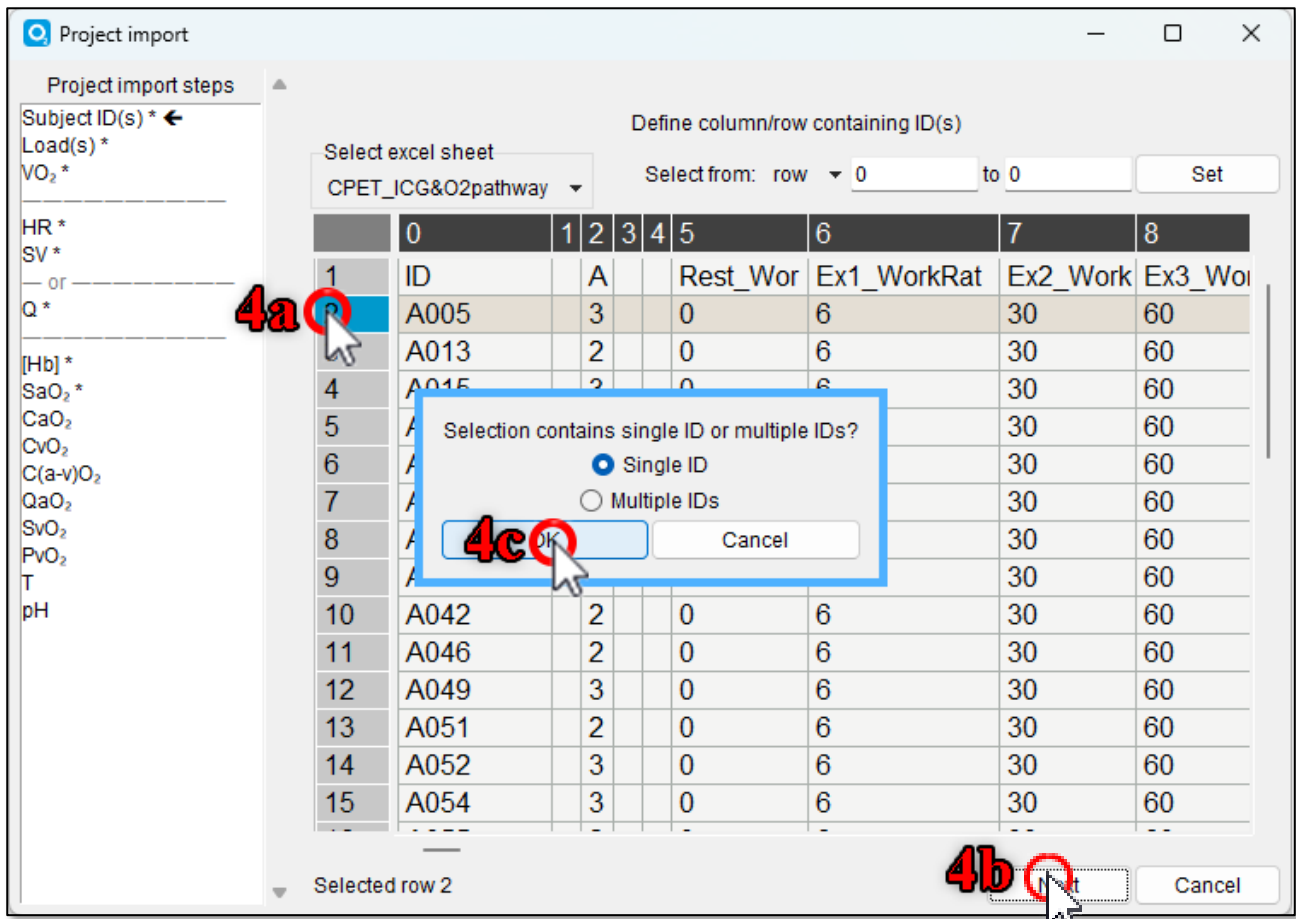 Project import
Project import steps
Subject ID(s) * 🡰
Load(s) *
VO₂ *
HR *
SV *
— or —
Q *
[Hb] *
SaO₂ *
CaO₂
CvO₂
C(a-v)O₂
QaO₂
SvO₂
PvO₂
T
pH
Define column/row containing ID(s)
Select excel sheet
CPET_ICG&O2pathway
Select from: row 0 to 0 Set
0 1 2 3 4 5 6 7 8
1 ID A Rest_Wor Ex1_WorkRat Ex2_Work Ex3_Wor
4a
A005 3 0 6 30 60
A013 2 0 6 30 60
4 A015 0 6 30 60
5 30 60
6 30 60
7 30 60
8 30 60
9 30 60
Selection contains single ID or multiple IDs?
Single ID
Multiple IDs
4c OK Cancel
10 A042 2 0 6 30 60
11 A046 2 0 6 30 60
12 A049 3 0 6 30 60
13 A051 2 0 6 30 60
14 A052 3 0 6 30 60
15 A054 3 0 6 30 60
Selected row 2
4b Next Cancel